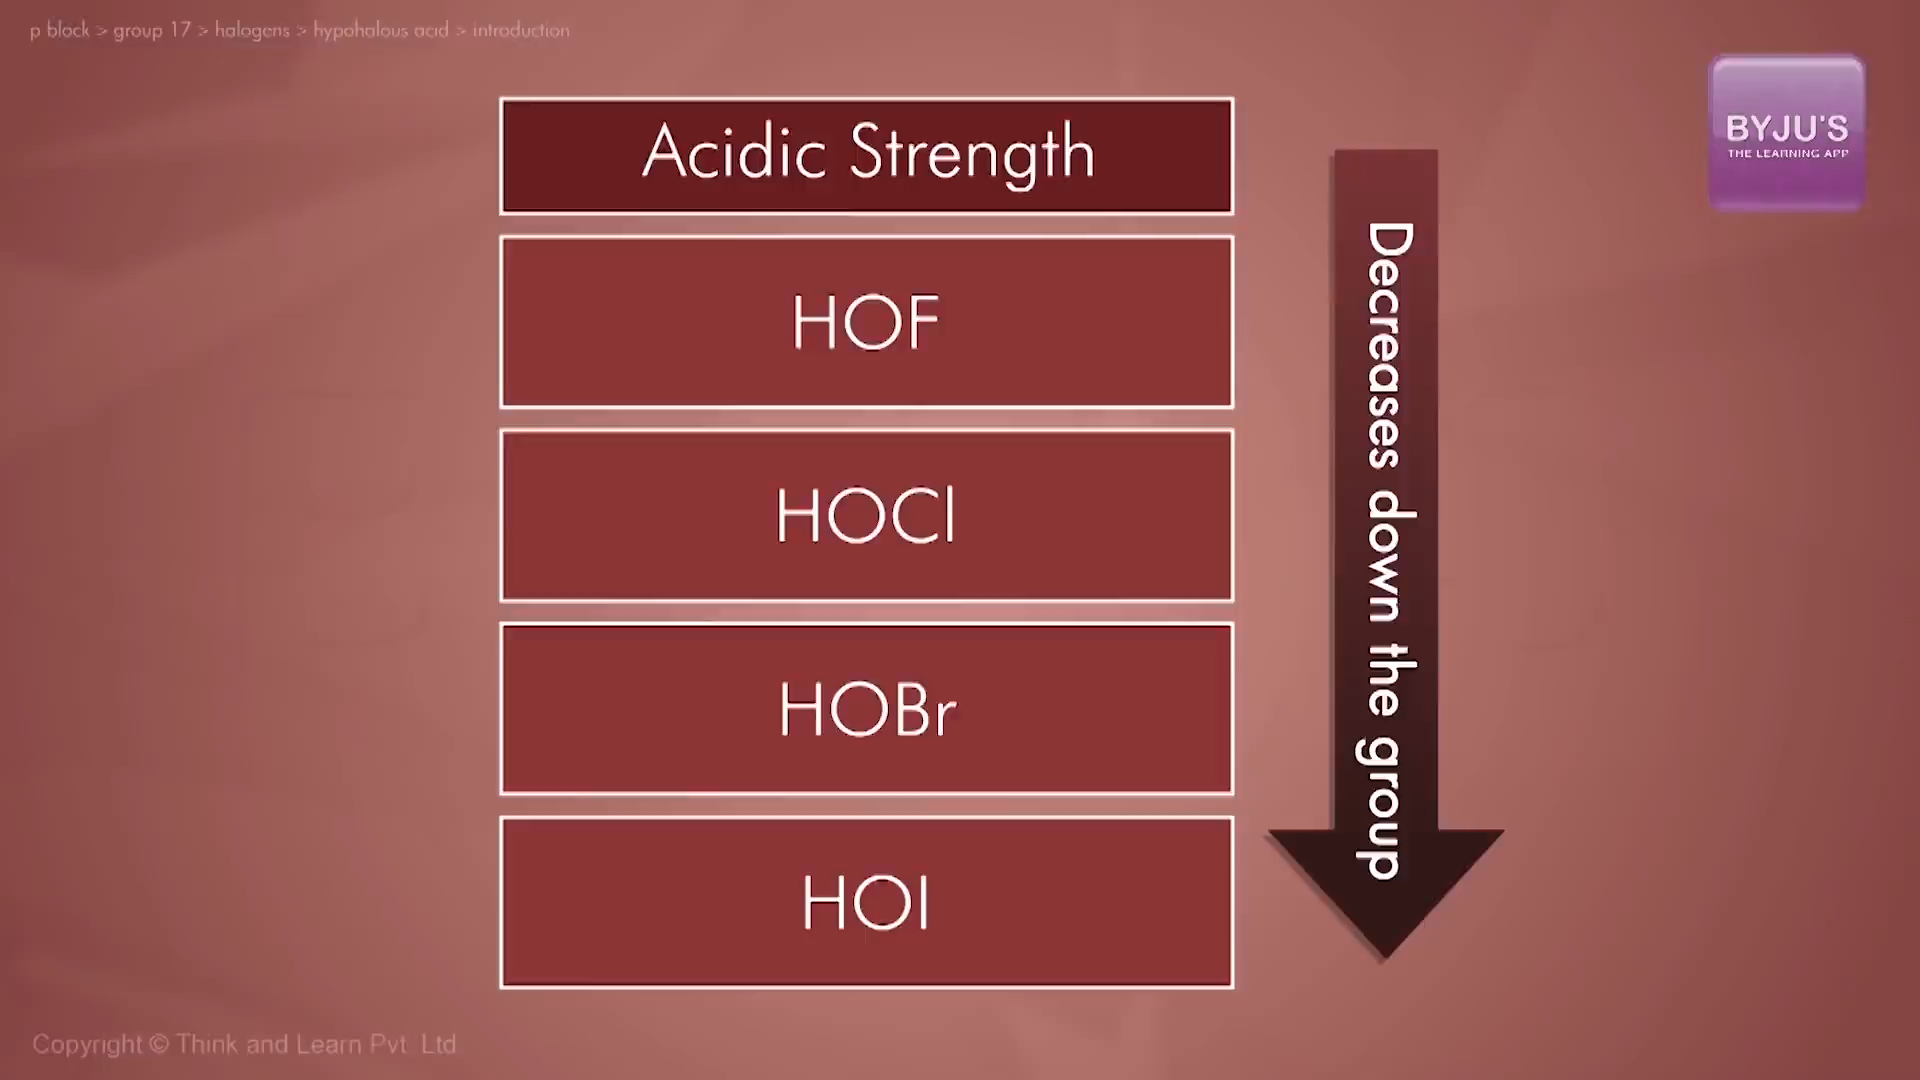 p block > group 17 > halogens > hypohalous acid > introduction
BYJU'S
THE LEARNING APP
Acidic Strength
HOF
HOCl
HOBr
HOI
Decreases down the group
Copyright © Think and Learn Pvt. Ltd.